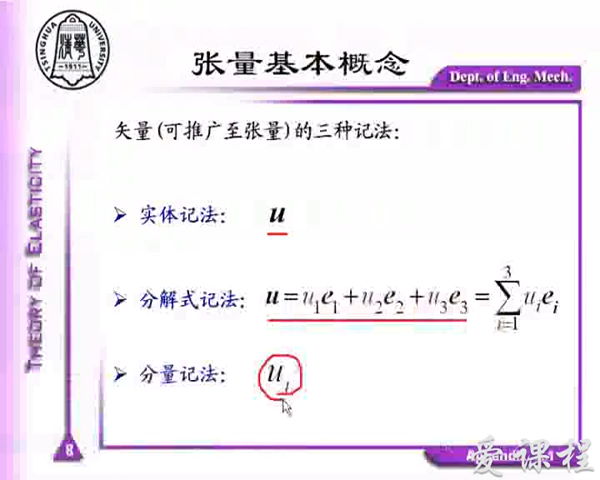 TSINGHUA UNIVERSITY
-1911-
张量基本概念
Dept. of Eng. Mech.
THEORY OF ELASTICITY
矢量(可推广至张量)的三种记法:
➤ 实体记法: u
➤ 分解式记法: u = u₁e₁ + u₂e₂ + u₃e₃ = ∑³ᵢ₌₁ uᵢeᵢ
➤ 分量记法: uᵢ
8
爱课程